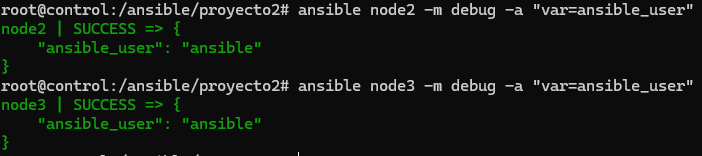 root@control:/ansible/proyecto2# ansible node2 -m debug -a "var=ansible_user"
node2 | SUCCESS => {
    "ansible_user": "ansible"
}
root@control:/ansible/proyecto2# ansible node3 -m debug -a "var=ansible_user"
node3 | SUCCESS => {
    "ansible_user": "ansible"
}